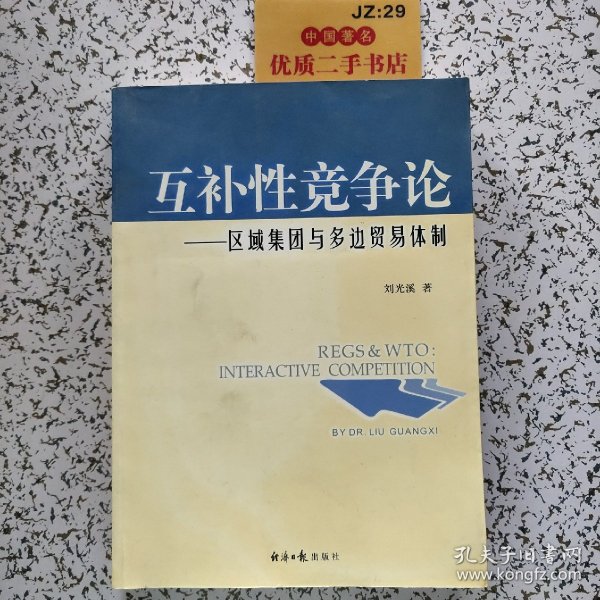 JZ:29
中国著名
优质二手书店
互补性竞争论
——区域集团与多边贸易体制
刘光溪 著
REGS & WTO:
INTERACTIVE COMPETITION
BY DR. LIU GUANGXI
经济日报出版社
孔夫子旧书网
www.kongfz.com